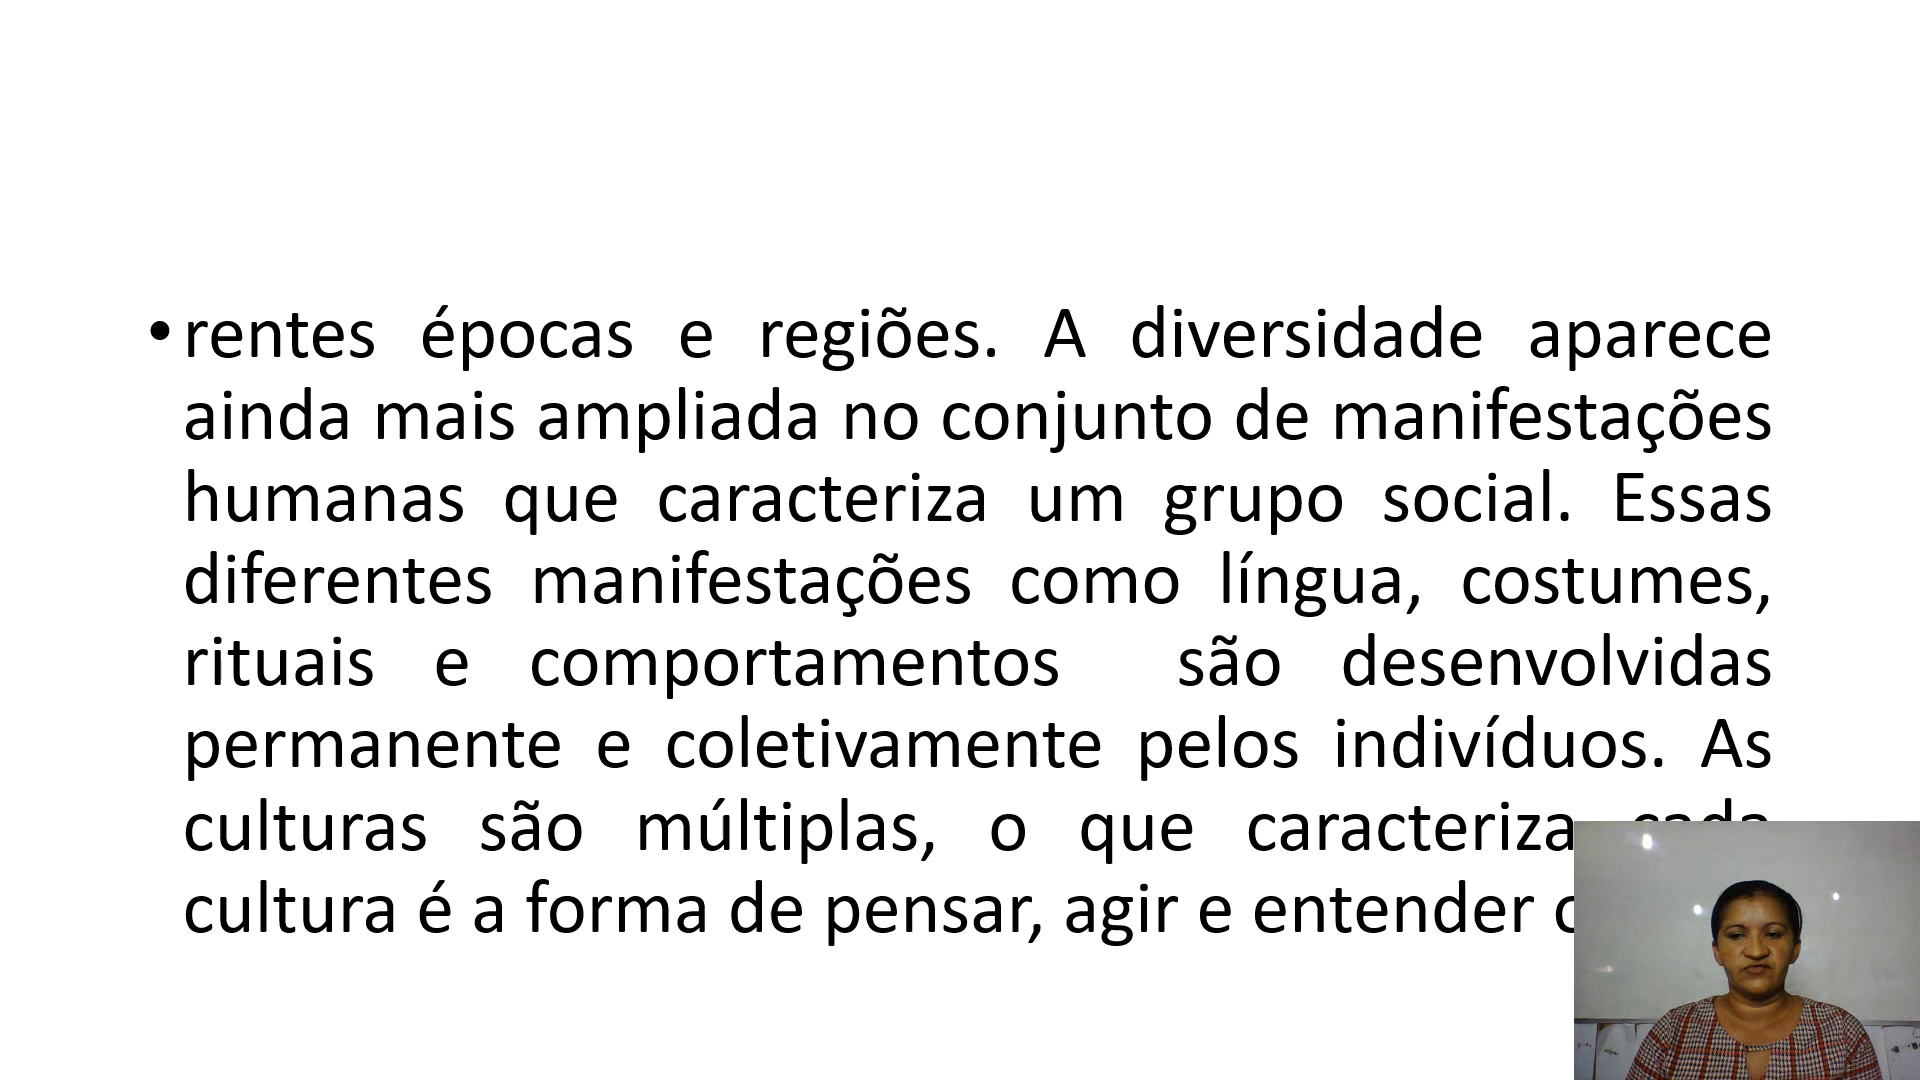 • rentes épocas e regiões. A diversidade aparece
ainda mais ampliada no conjunto de manifestações
humanas que caracteriza um grupo social. Essas
diferentes manifestações como língua, costumes,
rituais e comportamentos são desenvolvidas
permanente e coletivamente pelos indivíduos. As
culturas são múltiplas, o que caracteriza cada
cultura é a forma de pensar, agir e entender